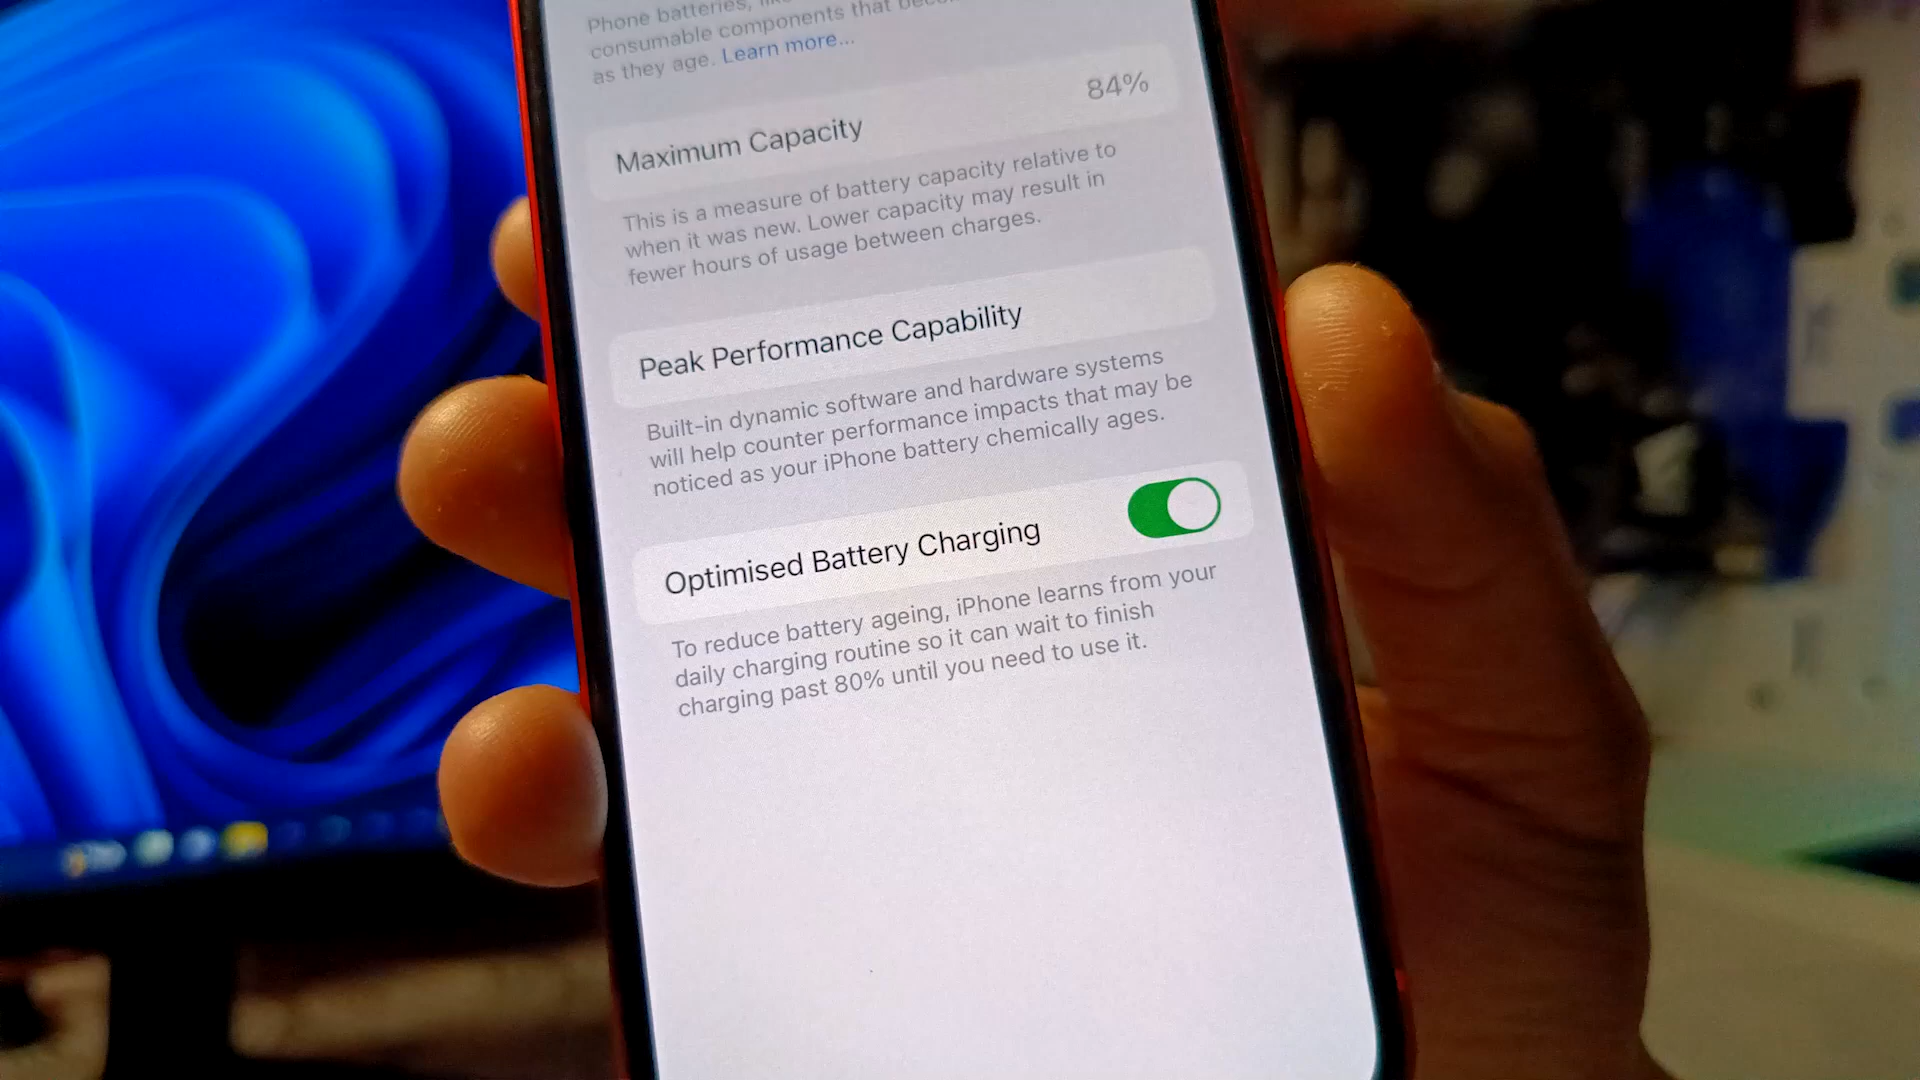 Phone batteries,
consumable components that
as they age. Learn more...
Maximum Capacity 84%
This is a measure of battery capacity relative to
when it was new. Lower capacity may result in
fewer hours of usage between charges.
Peak Performance Capability
Built-in dynamic software and hardware systems
will help counter performance impacts that may be
noticed as your iPhone battery chemically ages.
Optimised Battery Charging
To reduce battery ageing, iPhone learns from your
daily charging routine so it can wait to finish
charging past 80% until you need to use it.